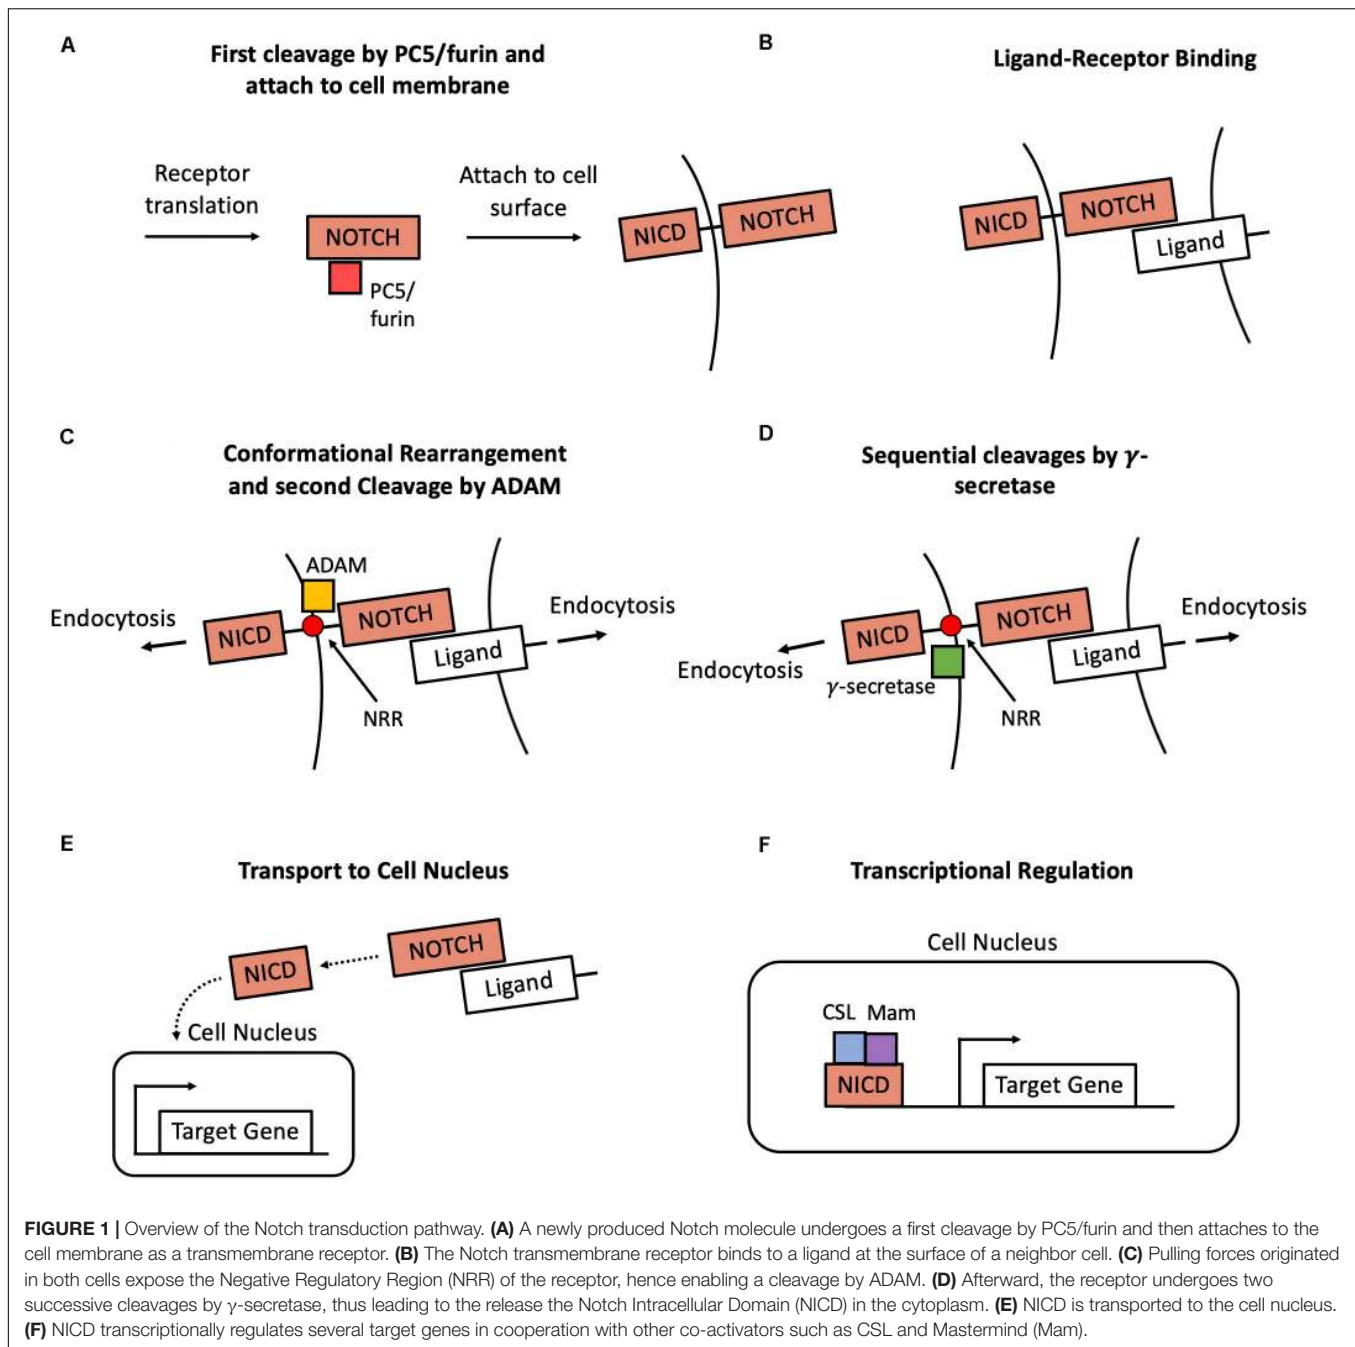 A
First cleavage by PC5/furin and
attach to cell membrane
Receptor
translation
NOTCH
PC5/
furin
Attach to cell
surface
NICD
NOTCH
B
Ligand-Receptor Binding
NICD
NOTCH
Ligand
C
Conformational Rearrangement
and second Cleavage by ADAM
ADAM
Endocytosis
NICD
NOTCH
Ligand
Endocytosis
NRR
D
Sequential cleavages by γ-
secretase
Endocytosis
NICD
NOTCH
Ligand
Endocytosis
γ-secretase
NRR
E
Transport to Cell Nucleus
NICD
NOTCH
Ligand
Cell Nucleus
Target Gene
F
Transcriptional Regulation
Cell Nucleus
CSL Mam
NICD
Target Gene
FIGURE 1 | Overview of the Notch transduction pathway. (A) A newly produced Notch molecule undergoes a first cleavage by PC5/furin and then attaches to the
cell membrane as a transmembrane receptor. (B) The Notch transmembrane receptor binds to a ligand at the surface of a neighbor cell. (C) Pulling forces originated
in both cells expose the Negative Regulatory Region (NRR) of the receptor, hence enabling a cleavage by ADAM. (D) Afterward, the receptor undergoes two
successive cleavages by γ-secretase, thus leading to the release the Notch Intracellular Domain (NICD) in the cytoplasm. (E) NICD is transported to the cell nucleus.
(F) NICD transcriptionally regulates several target genes in cooperation with other co-activators such as CSL and Mastermind (Mam).